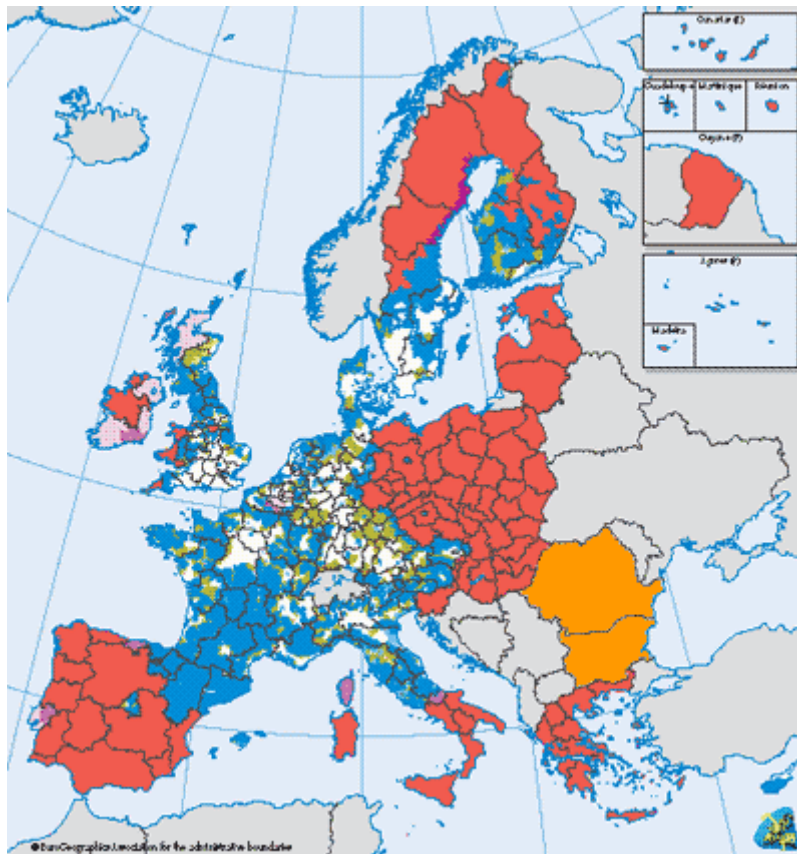 Canarias (E)
Guadeloupe
Martinique
Réunion
Guyane (F)
Açores (P)
Madeira
© EuroGeographics Association for the administrative boundaries